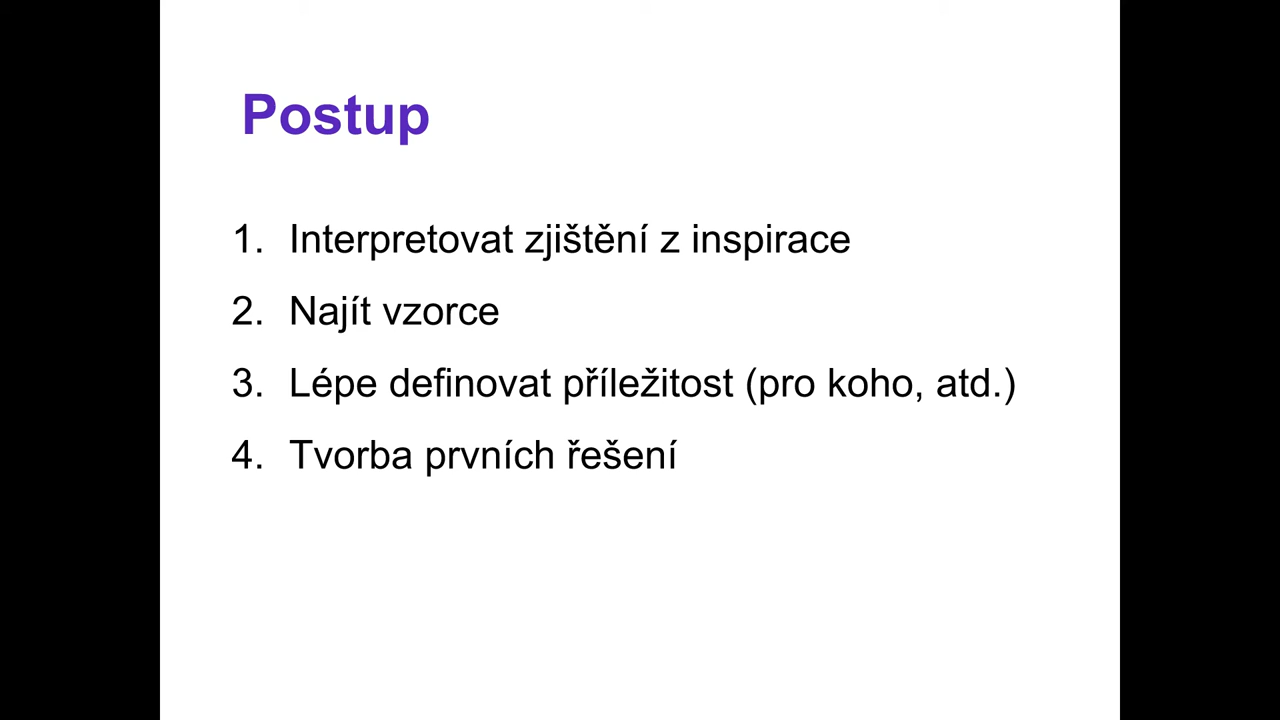 Postup
1. Interpretovat zjištění z inspirace
2. Najít vzorce
3. Lépe definovat příležitost (pro koho, atd.)
4. Tvorba prvních řešení